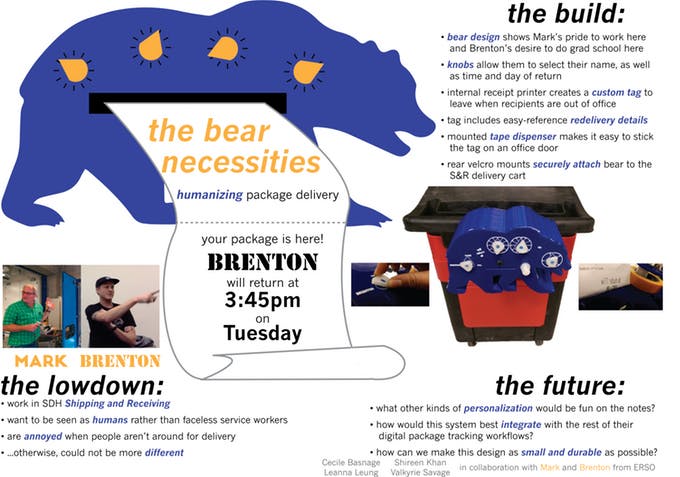 the build:
• bear design shows Mark's pride to work here
and Brenton's desire to do grad school here
• knobs allow them to select their name, as well
as time and day of return
• internal receipt printer creates a custom tag to
leave when recipients are out of office
• tag includes easy-reference redelivery details
• mounted tape dispenser makes it easy to stick
the tag on an office door
• rear velcro mounts securely attach bear to the
S&R delivery cart
the bear
necessities
humanizing package delivery
your package is here!
BRENTON
will return at
3:45pm
on
Tuesday
MARK BRENTON
the lowdown:
• work in SDH Shipping and Receiving
• want to be seen as humans rather than faceless service workers
• are annoyed when people aren't around for delivery
• ...otherwise, could not be more different
the future:
• what other kinds of personalization would be fun on the notes?
• how would this system best integrate with the rest of their
digital package tracking workflows?
• how can we make this design as small and durable as possible?
Cecile Basnage Shireen Khan
Leanna Leung Valkyrie Savage
in collaboration with Mark and Brenton from ERSO